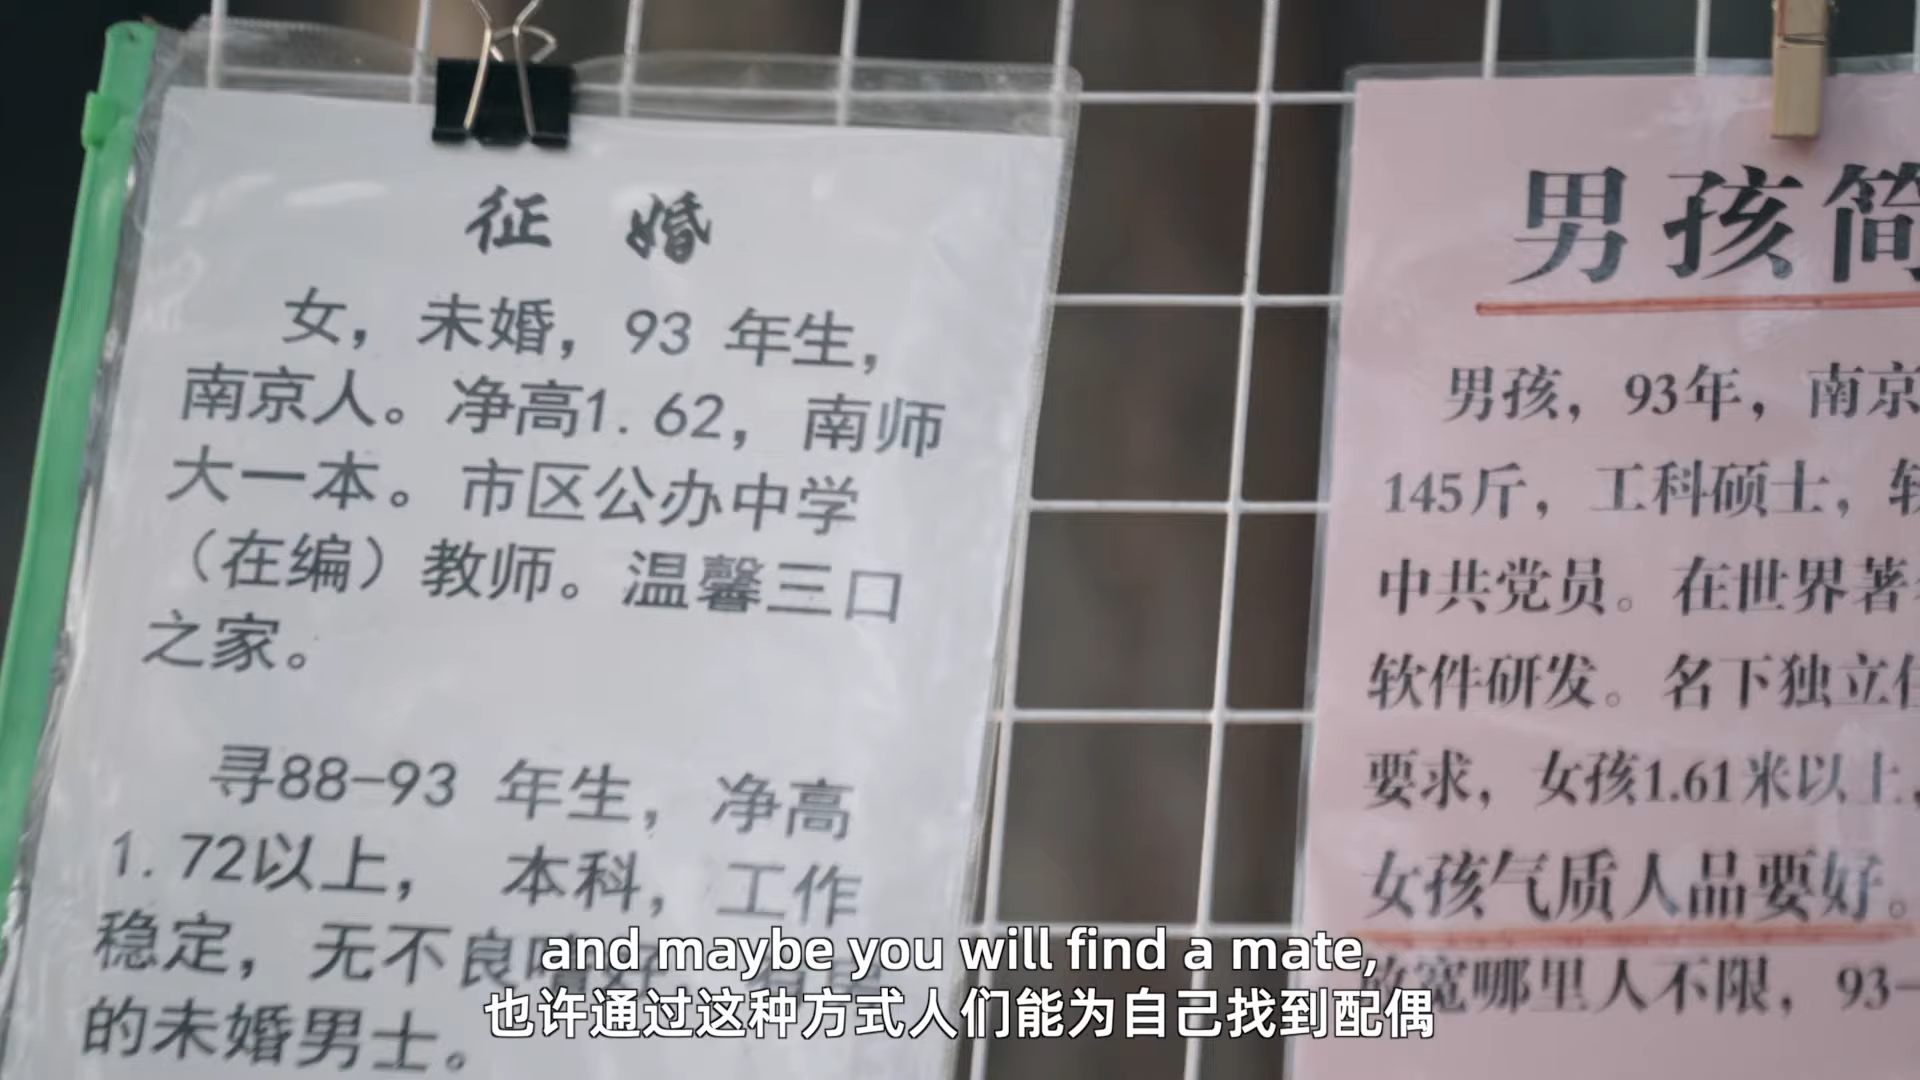 征 婚
女，未婚，93 年生，
南京人。净高1.62，南师
大一本。市区公办中学
（在编）教师。温馨三口
之家。
寻88-93 年生，净高
1.72以上， 本科，工作
稳定，无不良
的未婚男士。
男孩简
男孩，93年，南京
145斤，工科硕士，软
中共党员。在世界著
软件研发。名下独立住
要求，女孩1.61米以上，
女孩气质人品要好。
宽哪里人不限，93-
and maybe you will find a mate,
也许通过这种方式人们能为自己找到配偶